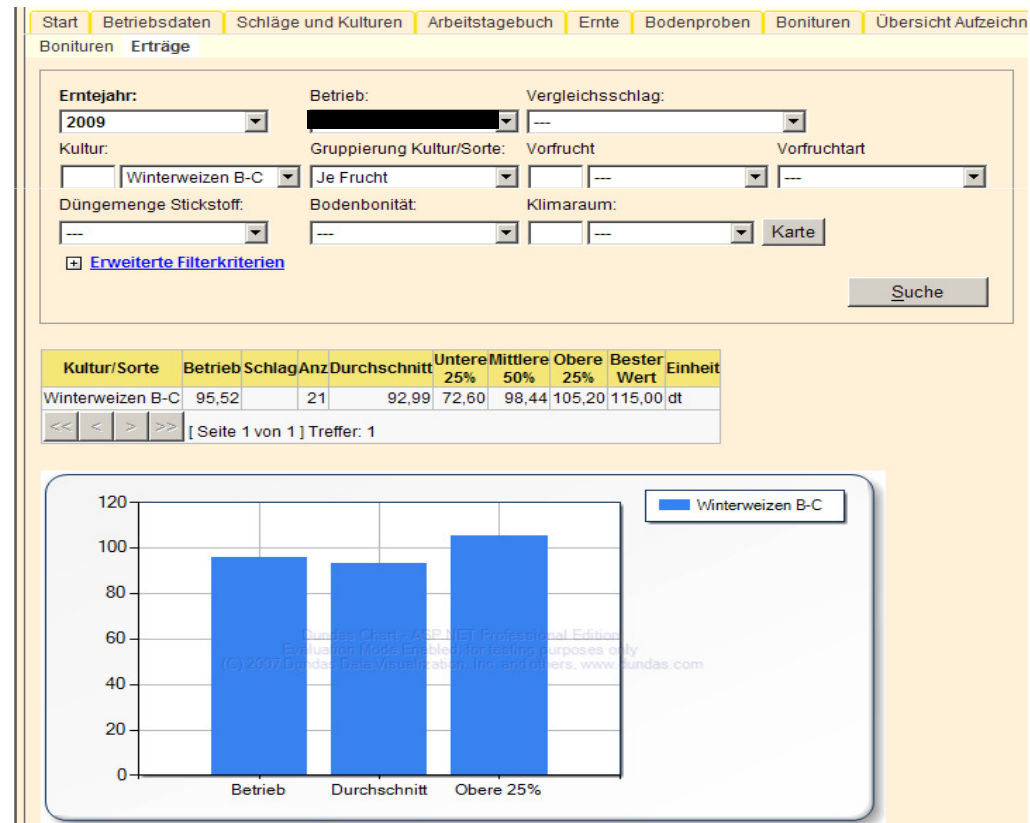 Start Betriebsdaten Schläge und Kulturen Arbeitstagebuch Ernte Bodenproben Bonituren Übersicht Aufzeichn
Bonituren Erträge
Erntejahr: Betrieb: Vergleichsschlag:
2009 ---
Kultur: Gruppierung Kultur/Sorte: Vorfrucht Vorfruchtart
Winterweizen B-C Je Frucht --- ---
Düngemenge Stickstoff: Bodenbonität: Klimaraum:
--- --- --- Karte
Erweiterte Filterkriterien
Suche
Kultur/Sorte Betrieb Schlag Anz Durchschnitt Untere 25% Mittlere 50% Obere 25% Bester Wert Einheit
Winterweizen B-C 95,52 21 92,99 72,60 98,44 105,20 115,00 dt
<< < > >> [ Seite 1 von 1 ] Treffer: 1
Winterweizen B-C
120
100
80
60
40
20
0
Dundas Chart - ASP.NET Professional Edition
Evaluation Mode Enabled, for testing purposes only
(C) 2007 Dundas Data Visualization, Inc. and others, www.dundas.com
Betrieb Durchschnitt Obere 25%